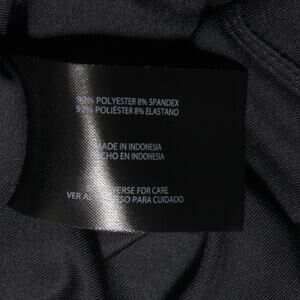 92% POLYESTER 8% SPANDEX
92% POLIÉSTER 8% ELASTANO
MADE IN INDONESIA
HECHO EN INDONESIA
FOR CARE
VER AL PARA CUIDADO